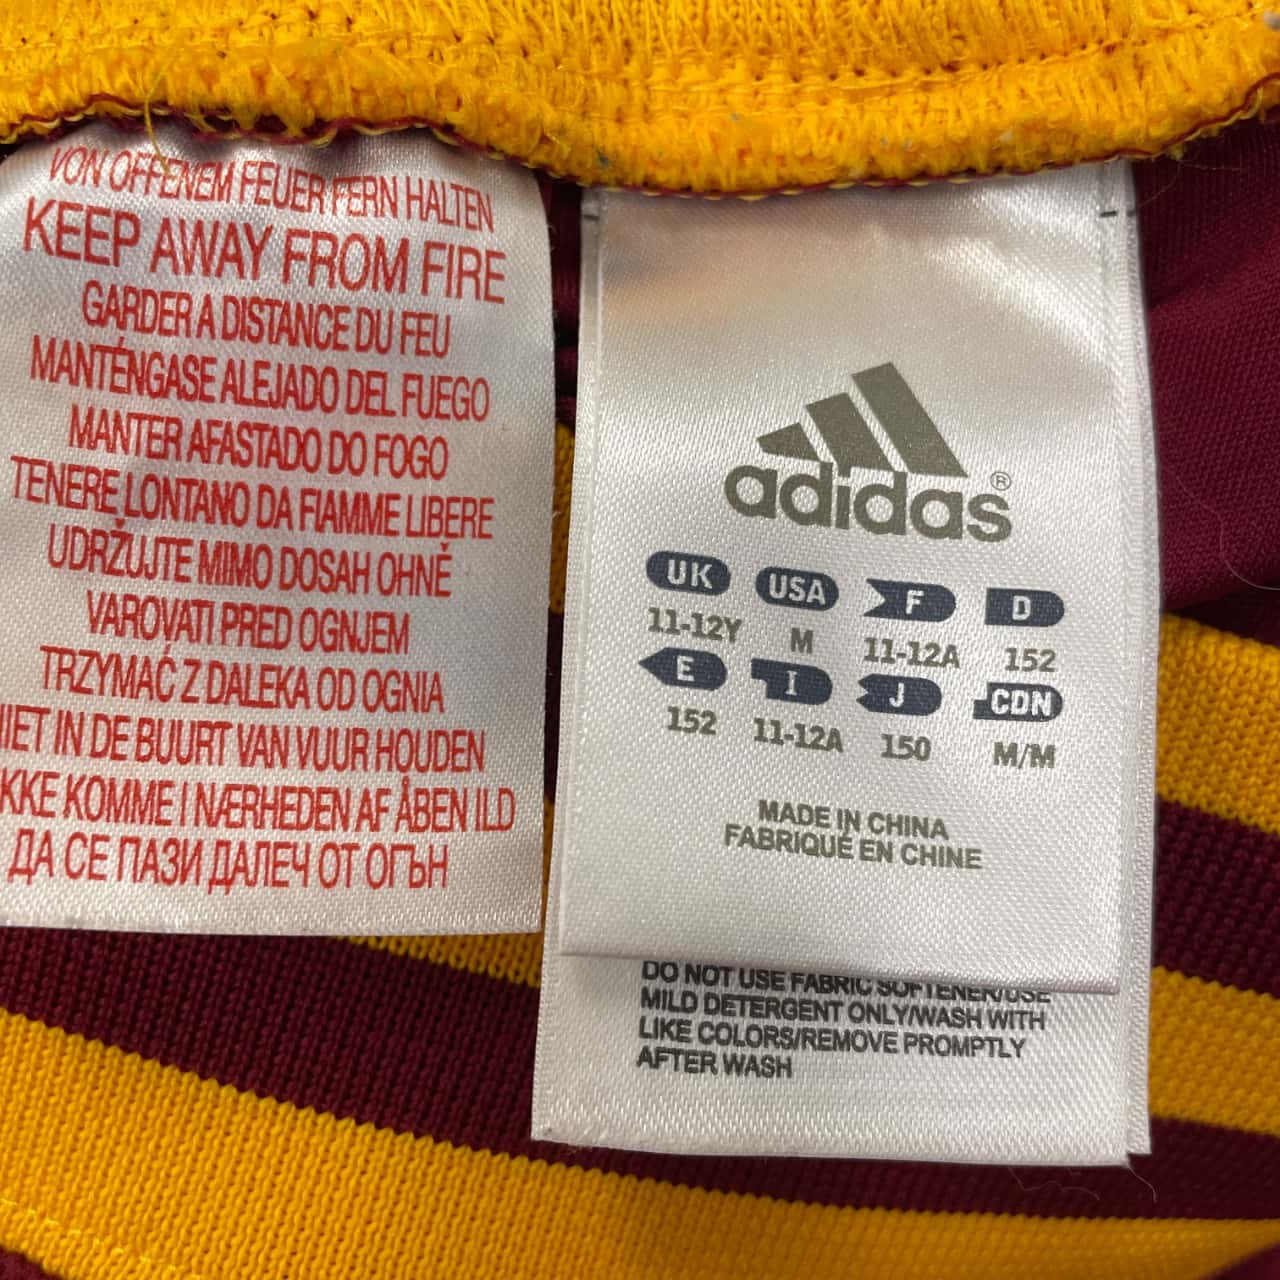 VON OFFENEM FEUER FERN HALTEN
KEEP AWAY FROM FIRE
GARDER A DISTANCE DU FEU
MANTÉNGASE ALEJADO DEL FUEGO
MANTER AFASTADO DO FOGO
TENERE LONTANO DA FIAMME LIBERE
UDRŽUJTE MIMO DOSAH OHNĚ
VAROVATI PRED OGNJEM
TRZYMAĆ Z DALEKA OD OGNIA
NIET IN DE BUURT VAN VUUR HOUDEN
KKE KOMME I NÆRHEDEN AF ÅBEN ILD
ДА СЕ ПАЗИ ДАЛЕЧ ОТ ОГЪН
adidas®
UK USA F D
11-12Y M 11-12A 152
E I J CDN
152 11-12A 150 M/M
MADE IN CHINA
FABRIQUÉ EN CHINE
DO NOT USE FABRIC SOFTENER/USE
MILD DETERGENT ONLY/WASH WITH
LIKE COLORS/REMOVE PROMPTLY
AFTER WASH